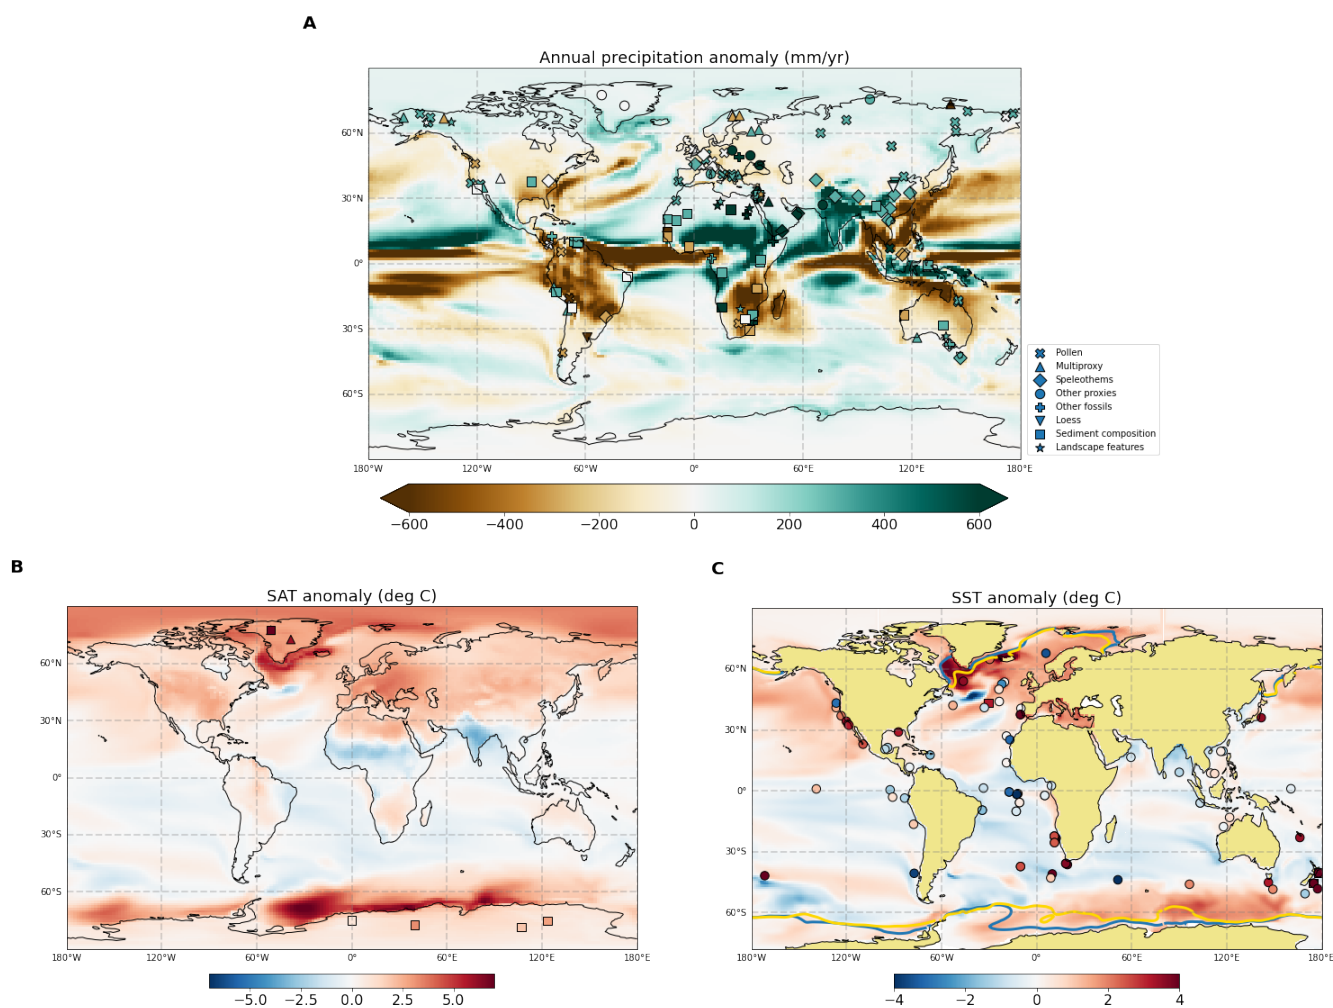 A
Annual precipitation anomaly (mm/yr)
60°N
30°N
0°
30°S
60°S
180°W 120°W 60°W 0° 60°E 120°E 180°E
Pollen
Multiproxy
Speleothems
Other proxies
Other fossils
Loess
Sediment composition
Landscape features
−600 −400 −200 0 200 400 600
B
SAT anomaly (deg C)
60°N
30°N
0°
30°S
60°S
180°W 120°W 60°W 0° 60°E 120°E 180°E
−5.0 −2.5 0.0 2.5 5.0
C
SST anomaly (deg C)
60°N
30°N
0°
30°S
60°S
180°W 120°W 60°W 0° 60°E 120°E 180°E
−4 −2 0 2 4